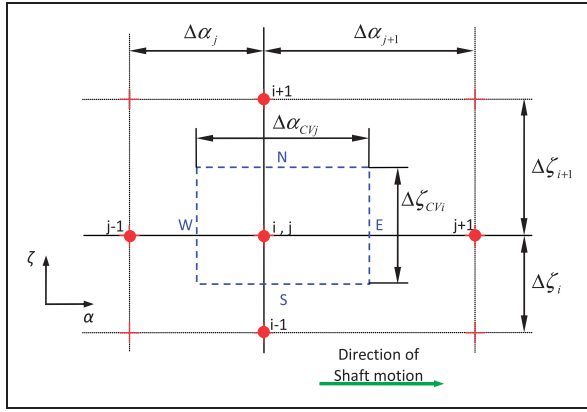 Δα_j
Δα_{j+1}
i+1
Δα_{CVj}
N
Δζ_{i+1}
Δζ_{CVi}
j-1
W
i , j
E
j+1
ζ
α
S
Δζ_i
i-1
Direction of
Shaft motion